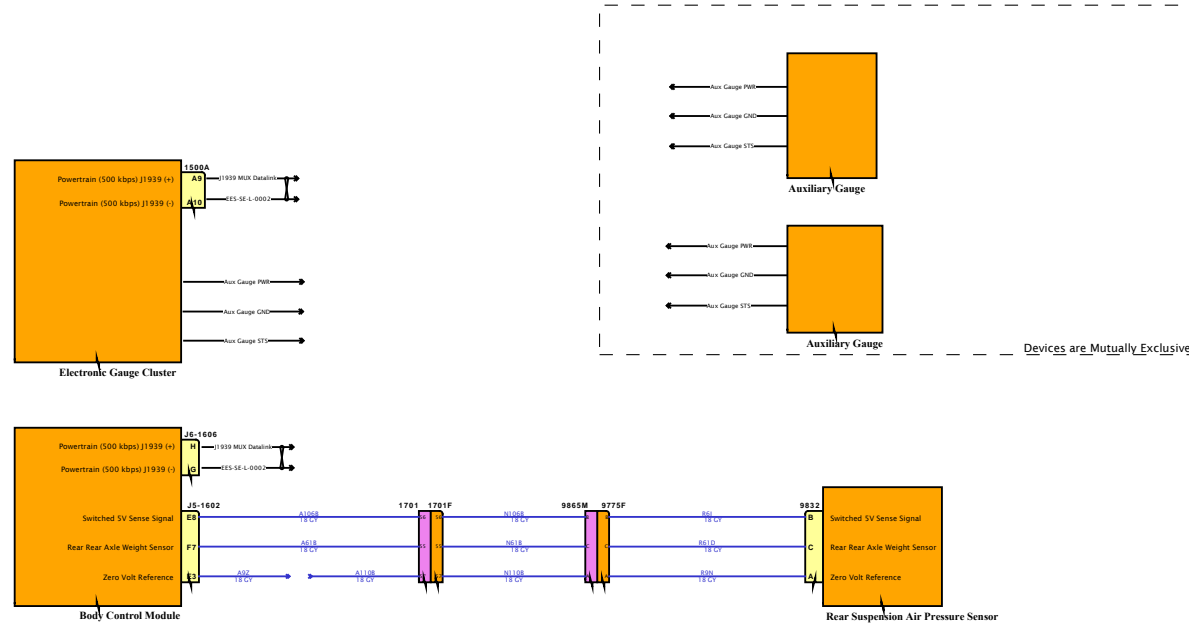 Aux Gauge PWR
Aux Gauge GND
Aux Gauge STS
Auxiliary Gauge
Aux Gauge PWR
Aux Gauge GND
Aux Gauge STS
Auxiliary Gauge
Devices are Mutually Exclusive
1500A
Powertrain (500 kbps) J1939 (+) A9 J1939 MUX Datalink
Powertrain (500 kbps) J1939 (-) A10 EES-SE-L-0002
Aux Gauge PWR
Aux Gauge GND
Aux Gauge STS
Electronic Gauge Cluster
J6-1606
Powertrain (500 kbps) J1939 (+) H J1939 MUX Datalink
Powertrain (500 kbps) J1939 (-) G EES-SE-L-0002
J5-1602 1701 1701F 9865M 9775F 9832
Switched 5V Sense Signal E8 A106B N106B B Switched 5V Sense Signal
18 GY 18 GY 18 GY
Rear Rear Axle Weight Sensor F7 A61B 55 55 N61B C C R61D C Rear Rear Axle Weight Sensor
18 GY 18 GY 18 GY
Zero Volt Reference E3 A9Z A110B N110B R9N A Zero Volt Reference
18 GY 18 GY 18 GY 18 GY
Body Control Module
Rear Suspension Air Pressure Sensor